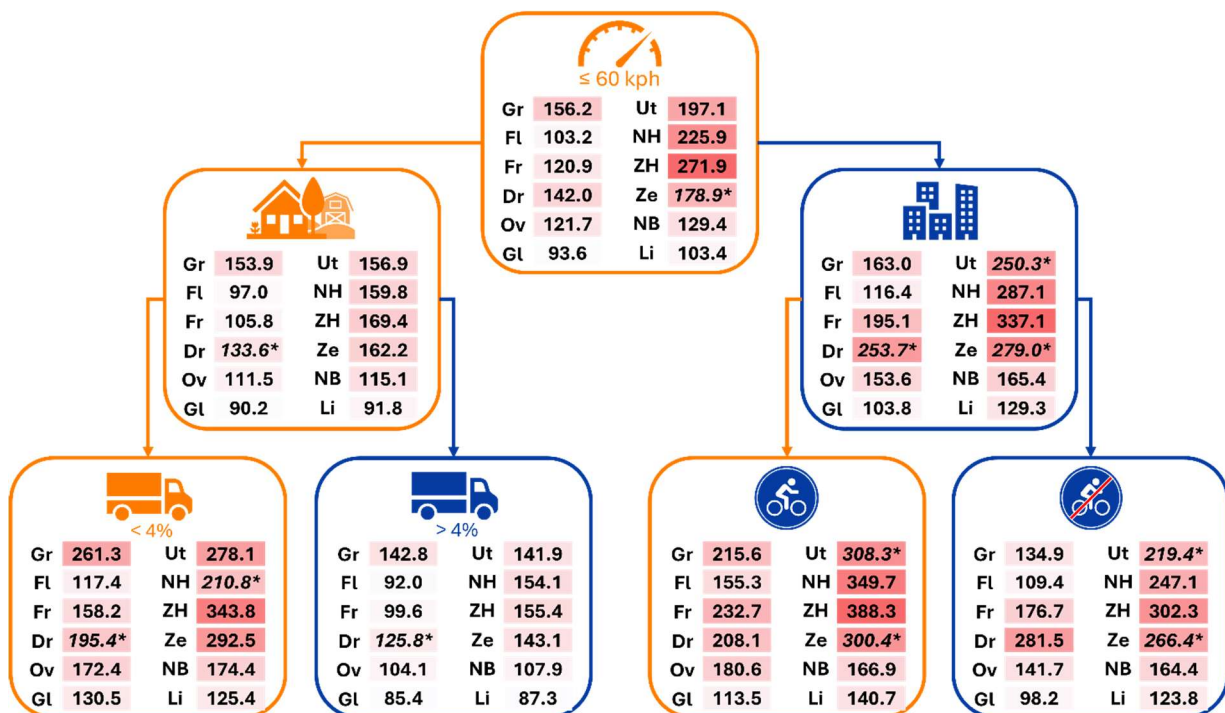 ≤ 60 kph
Gr 156.2 Ut 197.1
Fl 103.2 NH 225.9
Fr 120.9 ZH 271.9
Dr 142.0 Ze 178.9*
Ov 121.7 NB 129.4
Gl 93.6 Li 103.4
Gr 153.9 Ut 156.9
Fl 97.0 NH 159.8
Fr 105.8 ZH 169.4
Dr 133.6* Ze 162.2
Ov 111.5 NB 115.1
Gl 90.2 Li 91.8
Gr 163.0 Ut 250.3*
Fl 116.4 NH 287.1
Fr 195.1 ZH 337.1
Dr 253.7* Ze 279.0*
Ov 153.6 NB 165.4
Gl 103.8 Li 129.3
< 4%
Gr 261.3 Ut 278.1
Fl 117.4 NH 210.8*
Fr 158.2 ZH 343.8
Dr 195.4* Ze 292.5
Ov 172.4 NB 174.4
Gl 130.5 Li 125.4
> 4%
Gr 142.8 Ut 141.9
Fl 92.0 NH 154.1
Fr 99.6 ZH 155.4
Dr 125.8* Ze 143.1
Ov 104.1 NB 107.9
Gl 85.4 Li 87.3
Gr 215.6 Ut 308.3*
Fl 155.3 NH 349.7
Fr 232.7 ZH 388.3
Dr 208.1 Ze 300.4*
Ov 180.6 NB 166.9
Gl 113.5 Li 140.7
Gr 134.9 Ut 219.4*
Fl 109.4 NH 247.1
Fr 176.7 ZH 302.3
Dr 281.5 Ze 266.4*
Ov 141.7 NB 164.4
Gl 98.2 Li 123.8